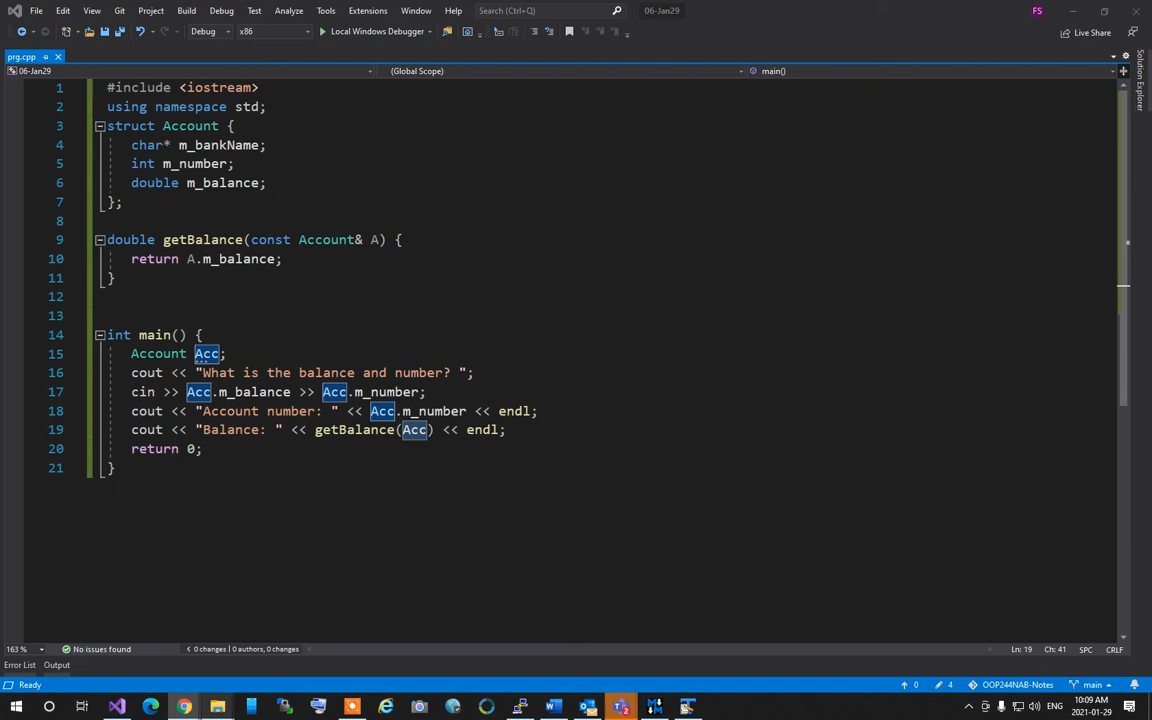 File Edit View Git Project Build Debug Test Analyze Tools Extensions Window Help Search (Ctrl+Q) 06-Jan29 FS
Debug x86 Local Windows Debugger Live Share
prg.cpp
06-Jan29 (Global Scope) main()
Solution Explorer
1 #include <iostream>
2 using namespace std;
3 struct Account {
4 char* m_bankName;
5 int m_number;
6 double m_balance;
7 };
8
9 double getBalance(const Account& A) {
10 return A.m_balance;
11 }
12
13
14 int main() {
15 Account Acc;
16 cout << "What is the balance and number? ";
17 cin >> Acc.m_balance >> Acc.m_number;
18 cout << "Account number: " << Acc.m_number << endl;
19 cout << "Balance: " << getBalance(Acc) << endl;
20 return 0;
21 }
163 % No issues found 0 changes | 0 authors, 0 changes Ln: 19 Ch: 41 SPC CRLF
Error List Output
Ready 0 4 OOP244NAB-Notes main
ENG 10:09 AM
2021-01-29